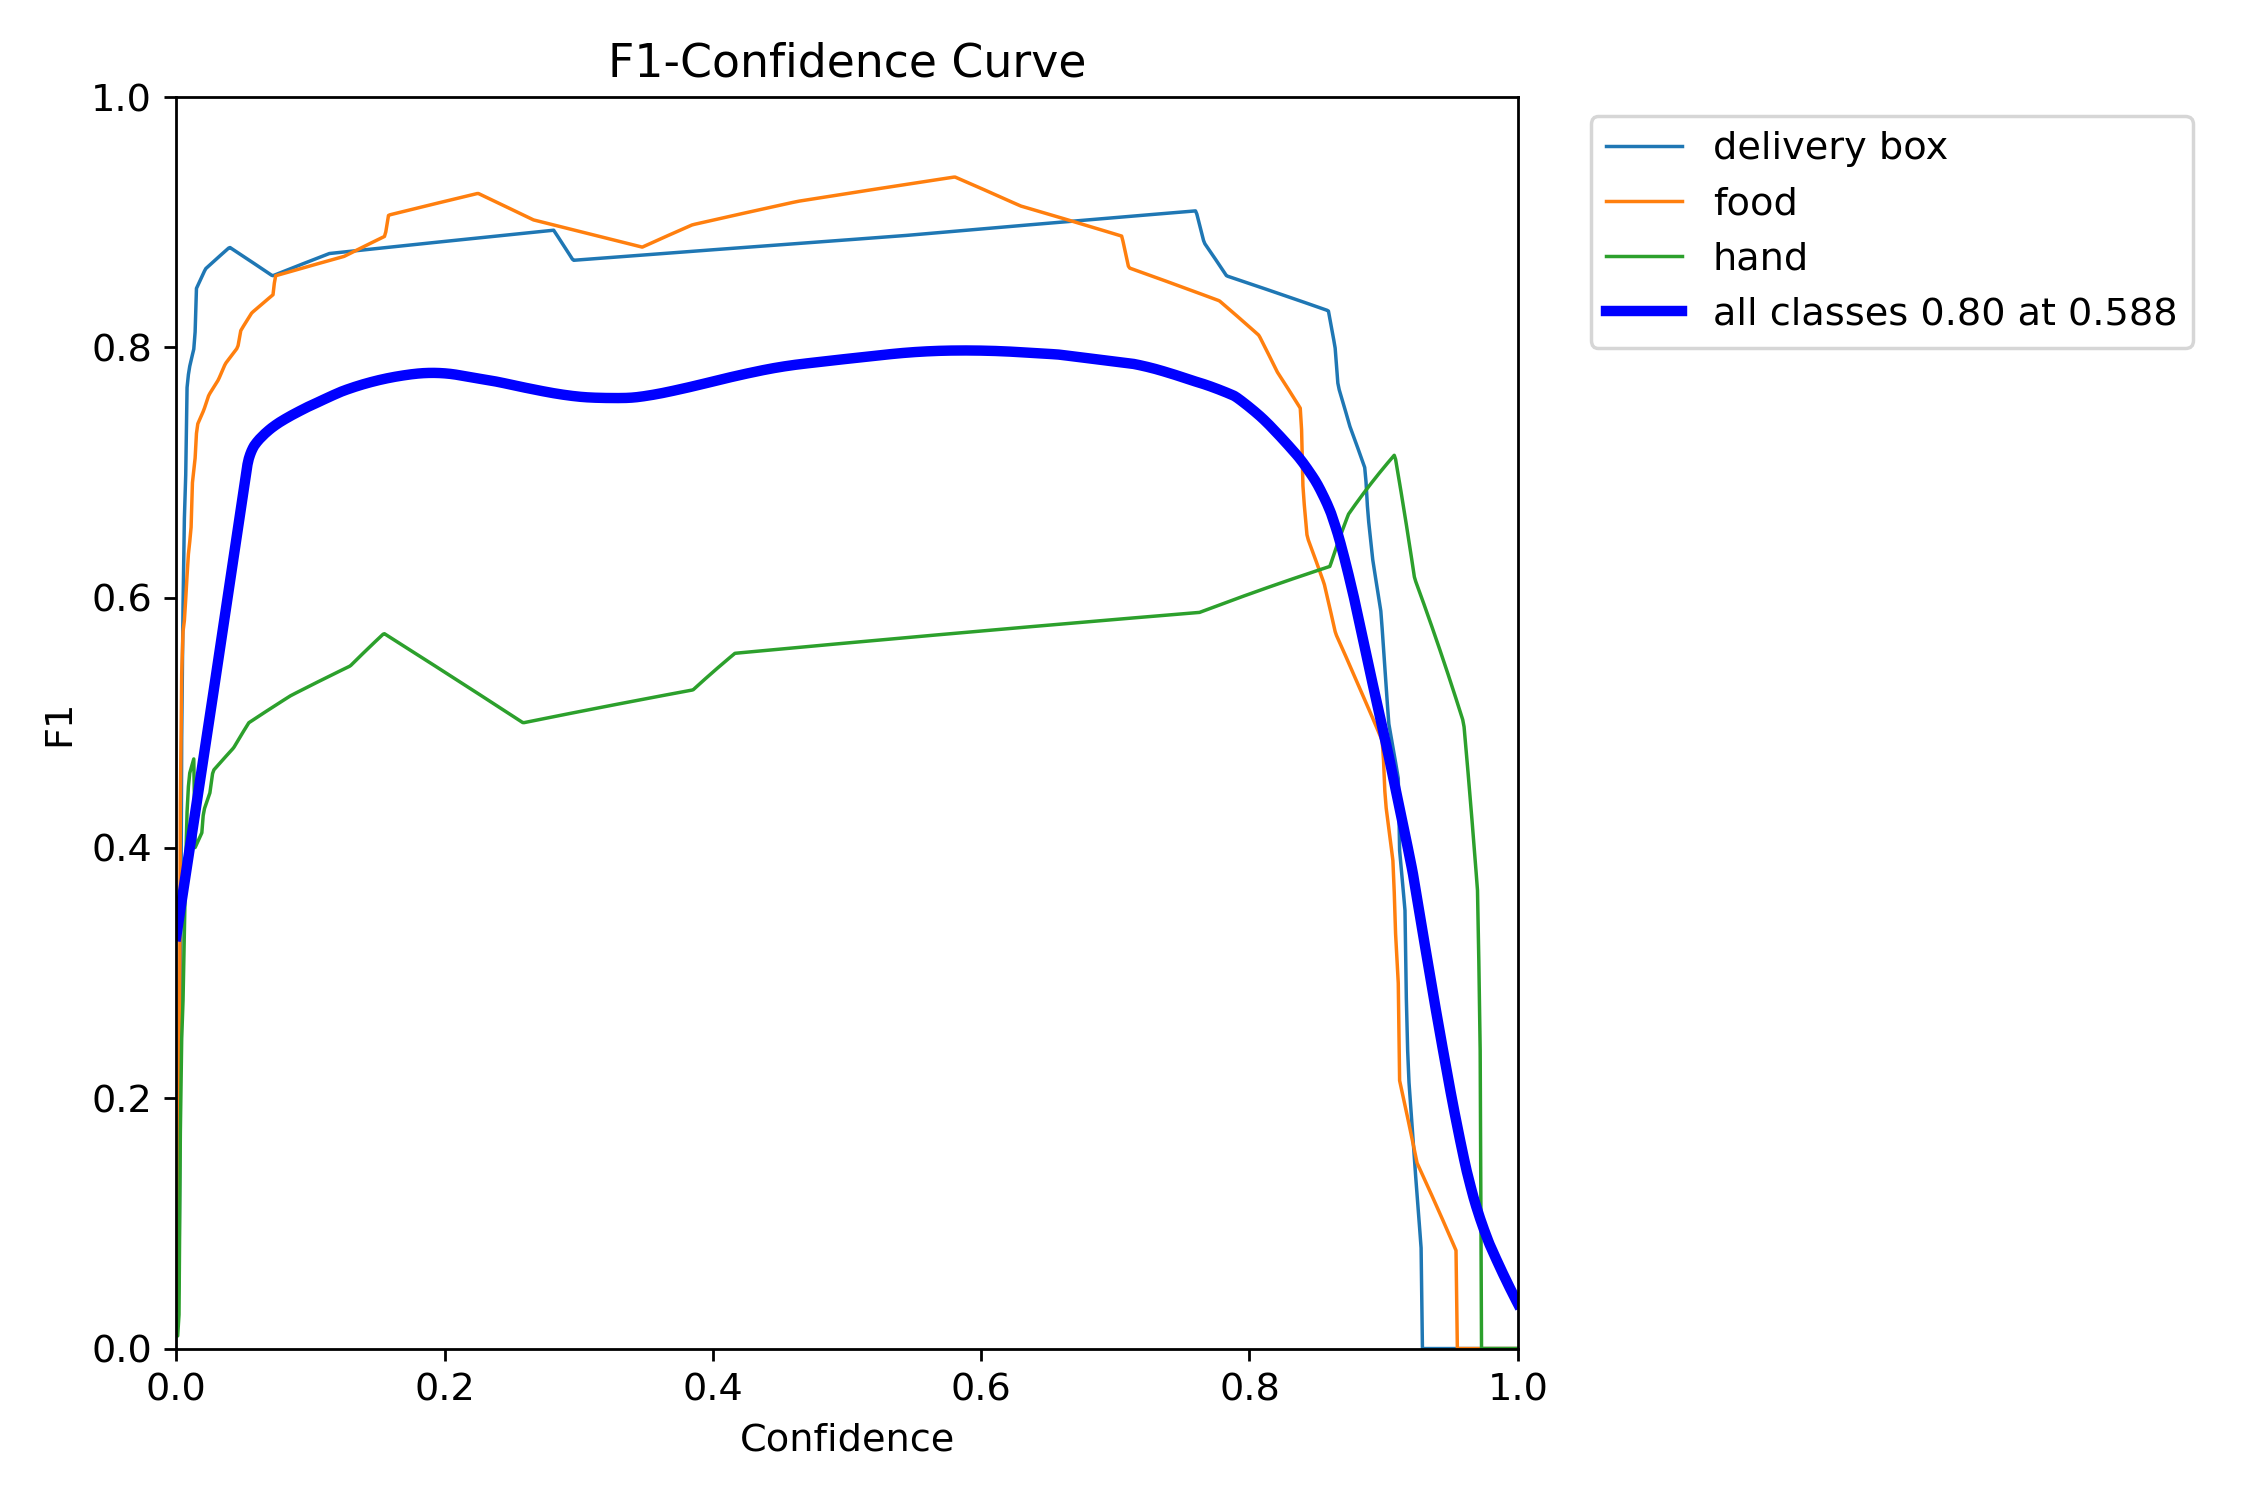 F1-Confidence Curve
1.0
0.8
0.6
0.4
0.2
0.0
F1
0.0 0.2 0.4 0.6 0.8 1.0
Confidence
delivery box
food
hand
all classes 0.80 at 0.588